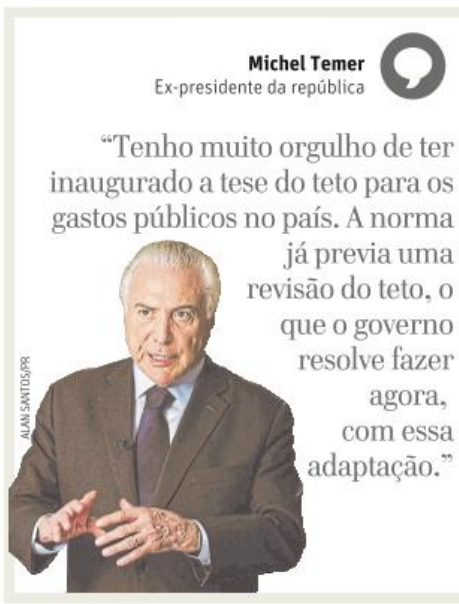 Michel Temer
Ex-presidente da república
“Tenho muito orgulho de ter
inaugurado a tese do teto para os
gastos públicos no país. A norma
já previa uma
revisão do teto, o
que o governo
resolve fazer
agora,
com essa
adaptação.”
ALAN SANTOS/PR